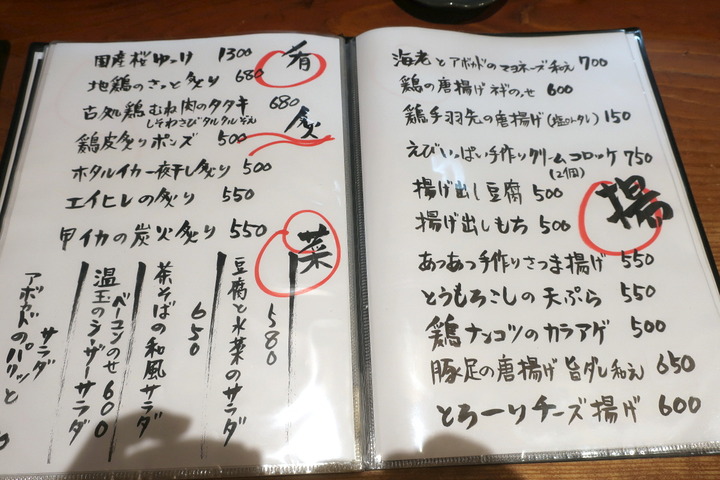 肴
国産桜ゆっけ 1300
地鶏のさっと炙り 680
古処鶏むね肉のタタキ 680
しそわさびタルタルぞえ
炙
鶏皮炙りポンズ 500
ホタルイカ一夜干し炙り 500
エイヒレの炙り 550
甲イカの炭火炙り 550
菜
豆腐と水菜のサラダ 580
茶そばの和風サラダ 650
温玉のシーザーサラダ
ベーコンのせ 600
アボカドのパリッと
サラダ
海老とアボカドのマヨネーズ和え 700
鶏の唐揚げ ネギのっせ 600
鶏手羽先の唐揚げ(塩orタレ) 150
えびいっぱい手作りクリームコロッケ 750
(2個)
揚
揚げ出し豆腐 500
揚げ出しもち 500
あつあつ手作りさつま揚げ 550
とうもろこしの天ぷら 550
鶏ナンコツのカラアゲ 500
豚足の唐揚げ 旨ダレ和え 650
とろーりチーズ揚げ 600